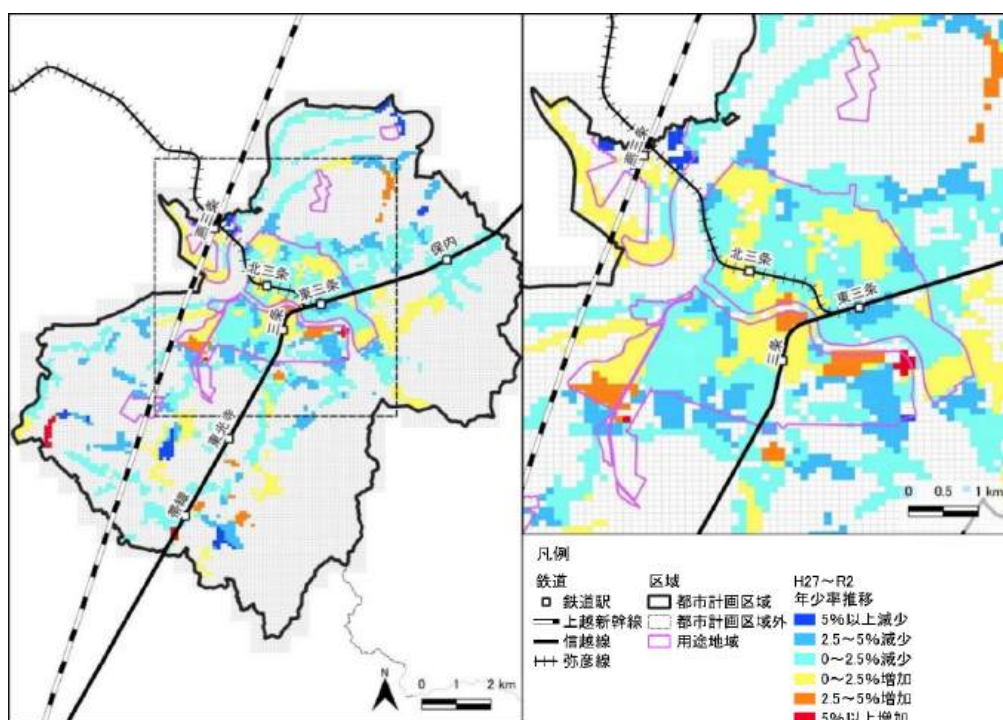 燕三条
北三条
東三条
保内
三条
東光寺
帯織
N
0 1 2 km
燕三条
北三条
東三条
三条
0 0.5 1 km
凡例
鉄道
鉄道駅
上越新幹線
信越線
弥彦線
区域
都市計画区域
都市計画区域外
用途地域
H27～R2
年少率推移
5%以上減少
2.5～5%減少
0～2.5%減少
0～2.5%増加
2.5～5%増加
5%以上増加